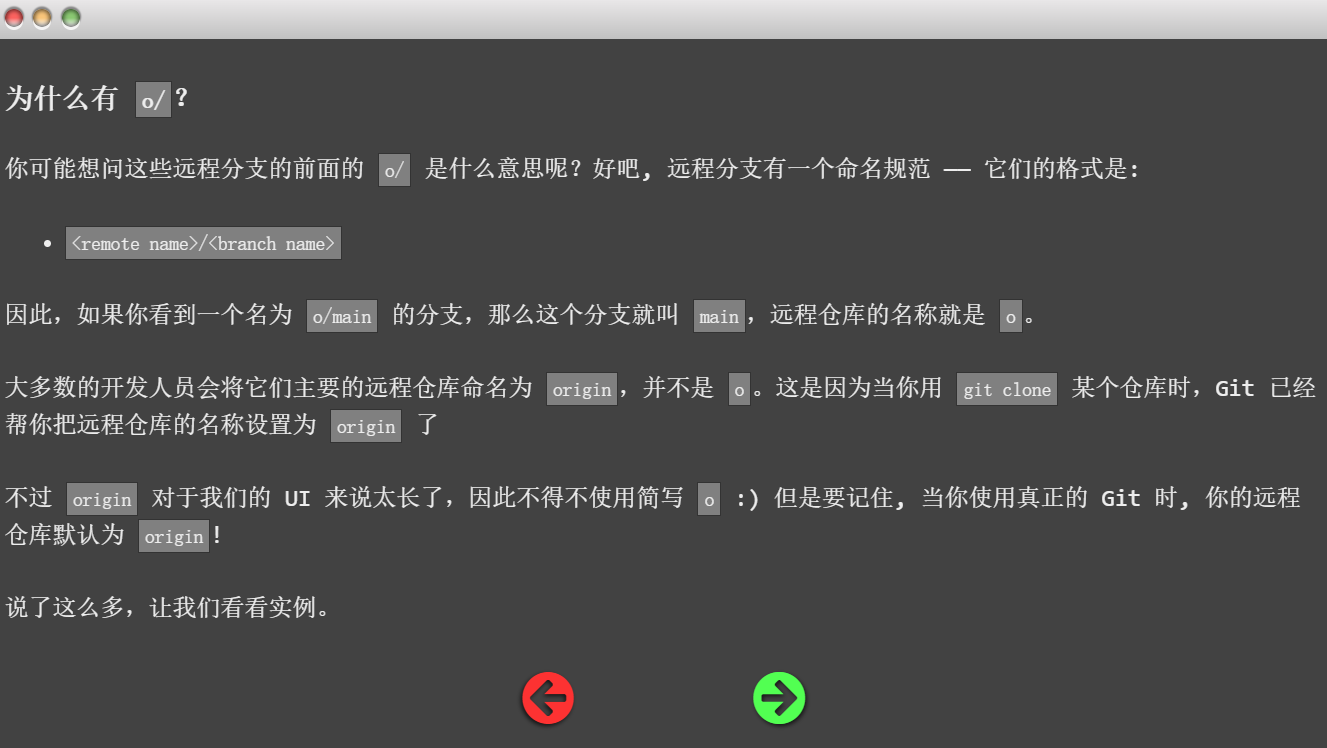 为什么有 o/？
你可能想问这些远程分支的前面的 o/ 是什么意思呢？好吧, 远程分支有一个命名规范 —— 它们的格式是:
• <remote name>/<branch name>
因此，如果你看到一个名为 o/main 的分支，那么这个分支就叫 main，远程仓库的名称就是 o。
大多数的开发人员会将它们主要的远程仓库命名为 origin，并不是 o。这是因为当你用 git clone 某个仓库时，Git 已经
帮你把远程仓库的名称设置为 origin 了
不过 origin 对于我们的 UI 来说太长了，因此不得不使用简写 o :) 但是要记住, 当你使用真正的 Git 时, 你的远程
仓库默认为 origin!
说了这么多，让我们看看实例。